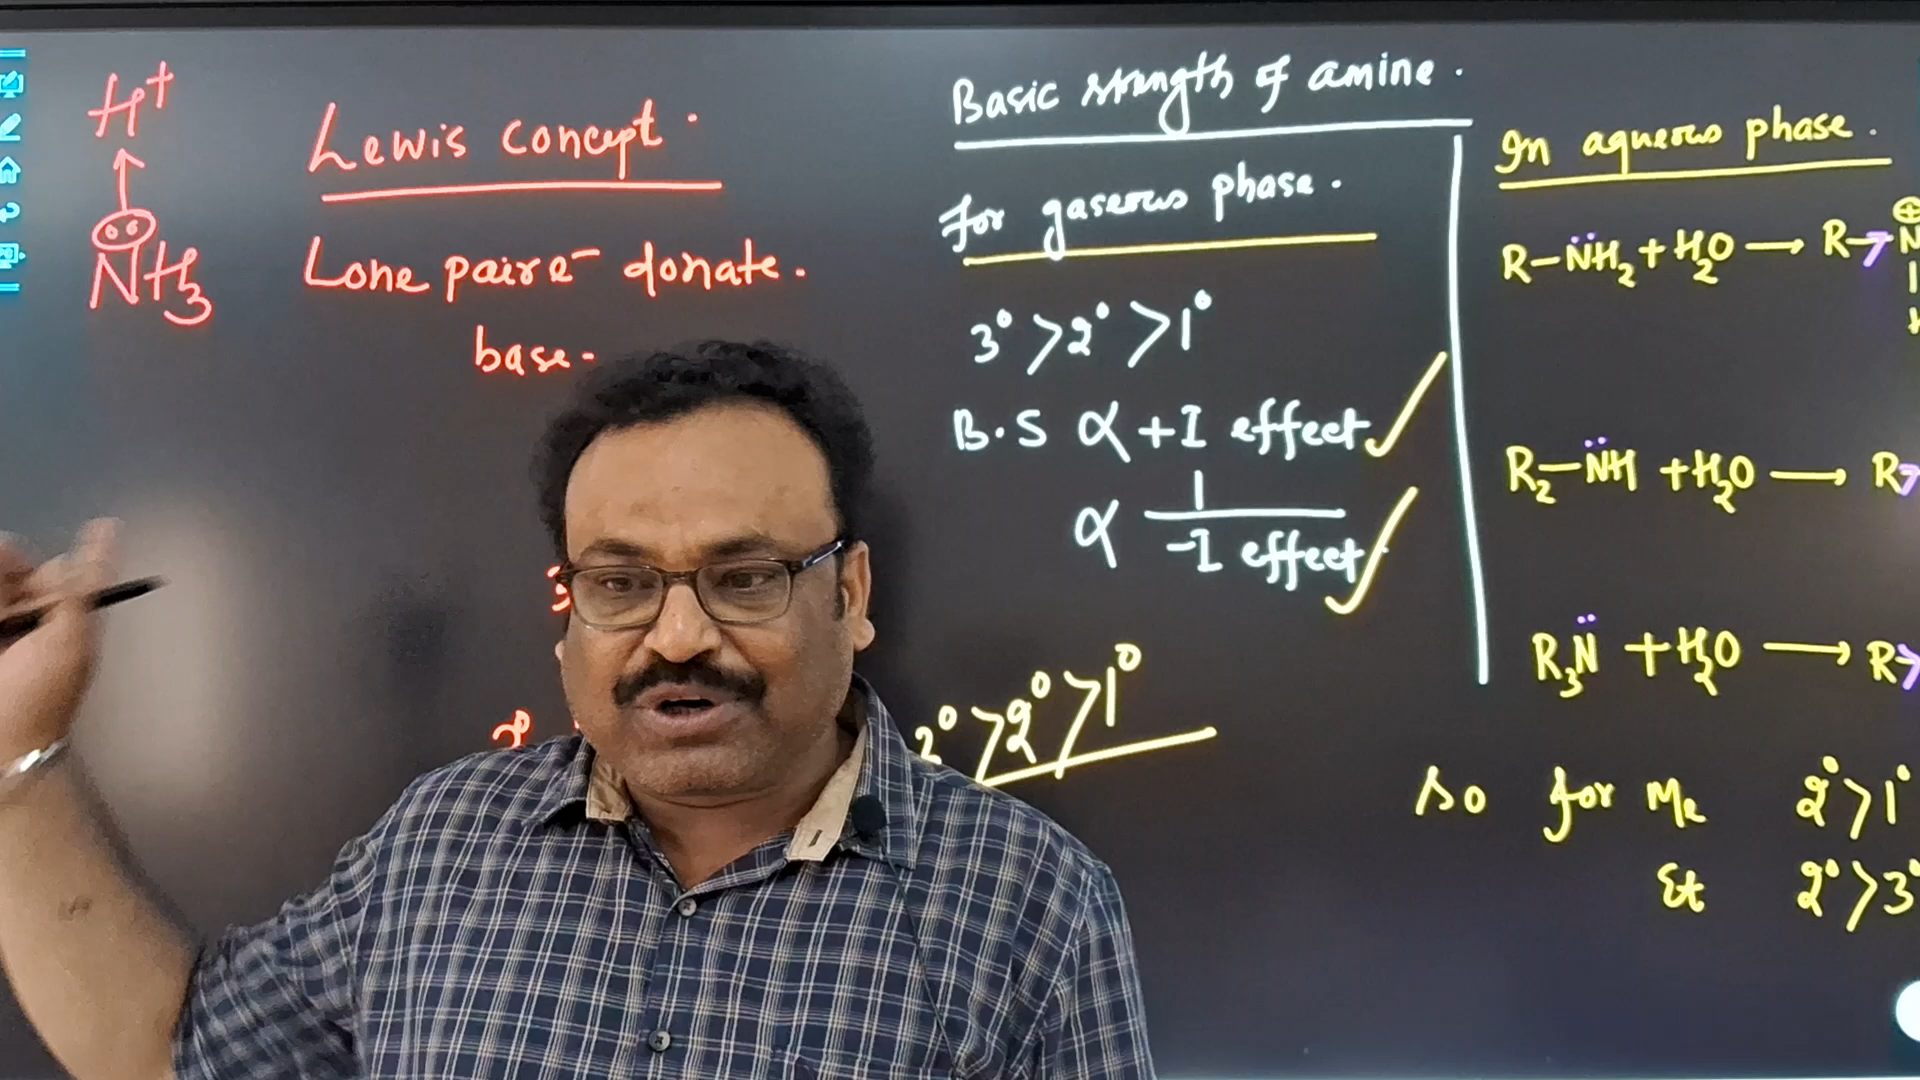 H+
NH3
Lewis concept.
Lone pair e⁻ donate.
base.
Basic strength of amine.
For gaseous phase.
3° > 2° > 1°
B.S α +I effect
α 1/-I effect
> 2° > 1°
In aqueous phase.
R-NH2 + H2O → R→N
R2-NH + H2O → R
R3N + H2O → R
so for Me 2° > 1°
Et 2° > 3°